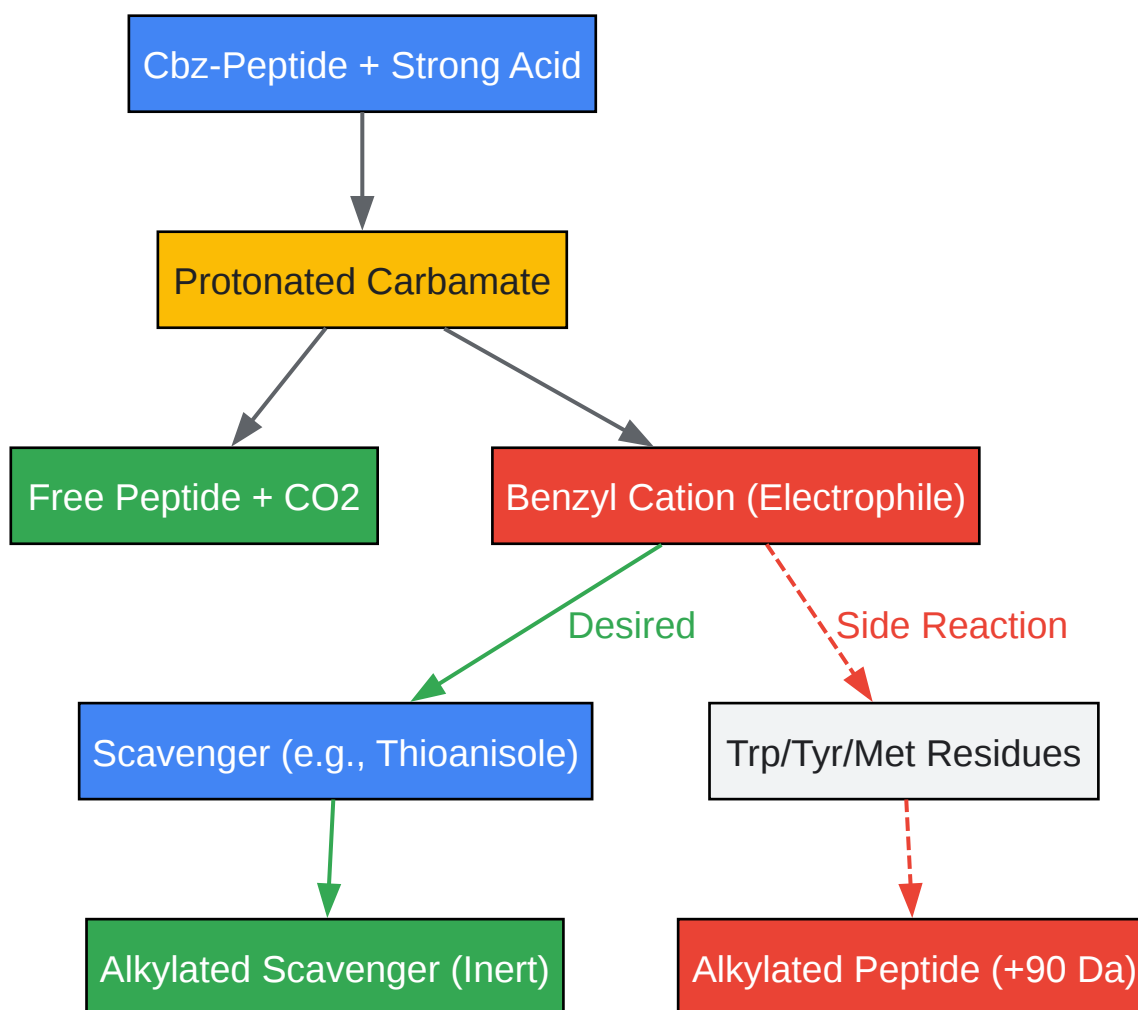 Cbz-Peptide + Strong Acid
Protonated Carbamate
Free Peptide + CO2
Benzyl Cation (Electrophile)
Desired
Side Reaction
Scavenger (e.g., Thioanisole)
Trp/Tyr/Met Residues
Alkylated Scavenger (Inert)
Alkylated Peptide (+90 Da)